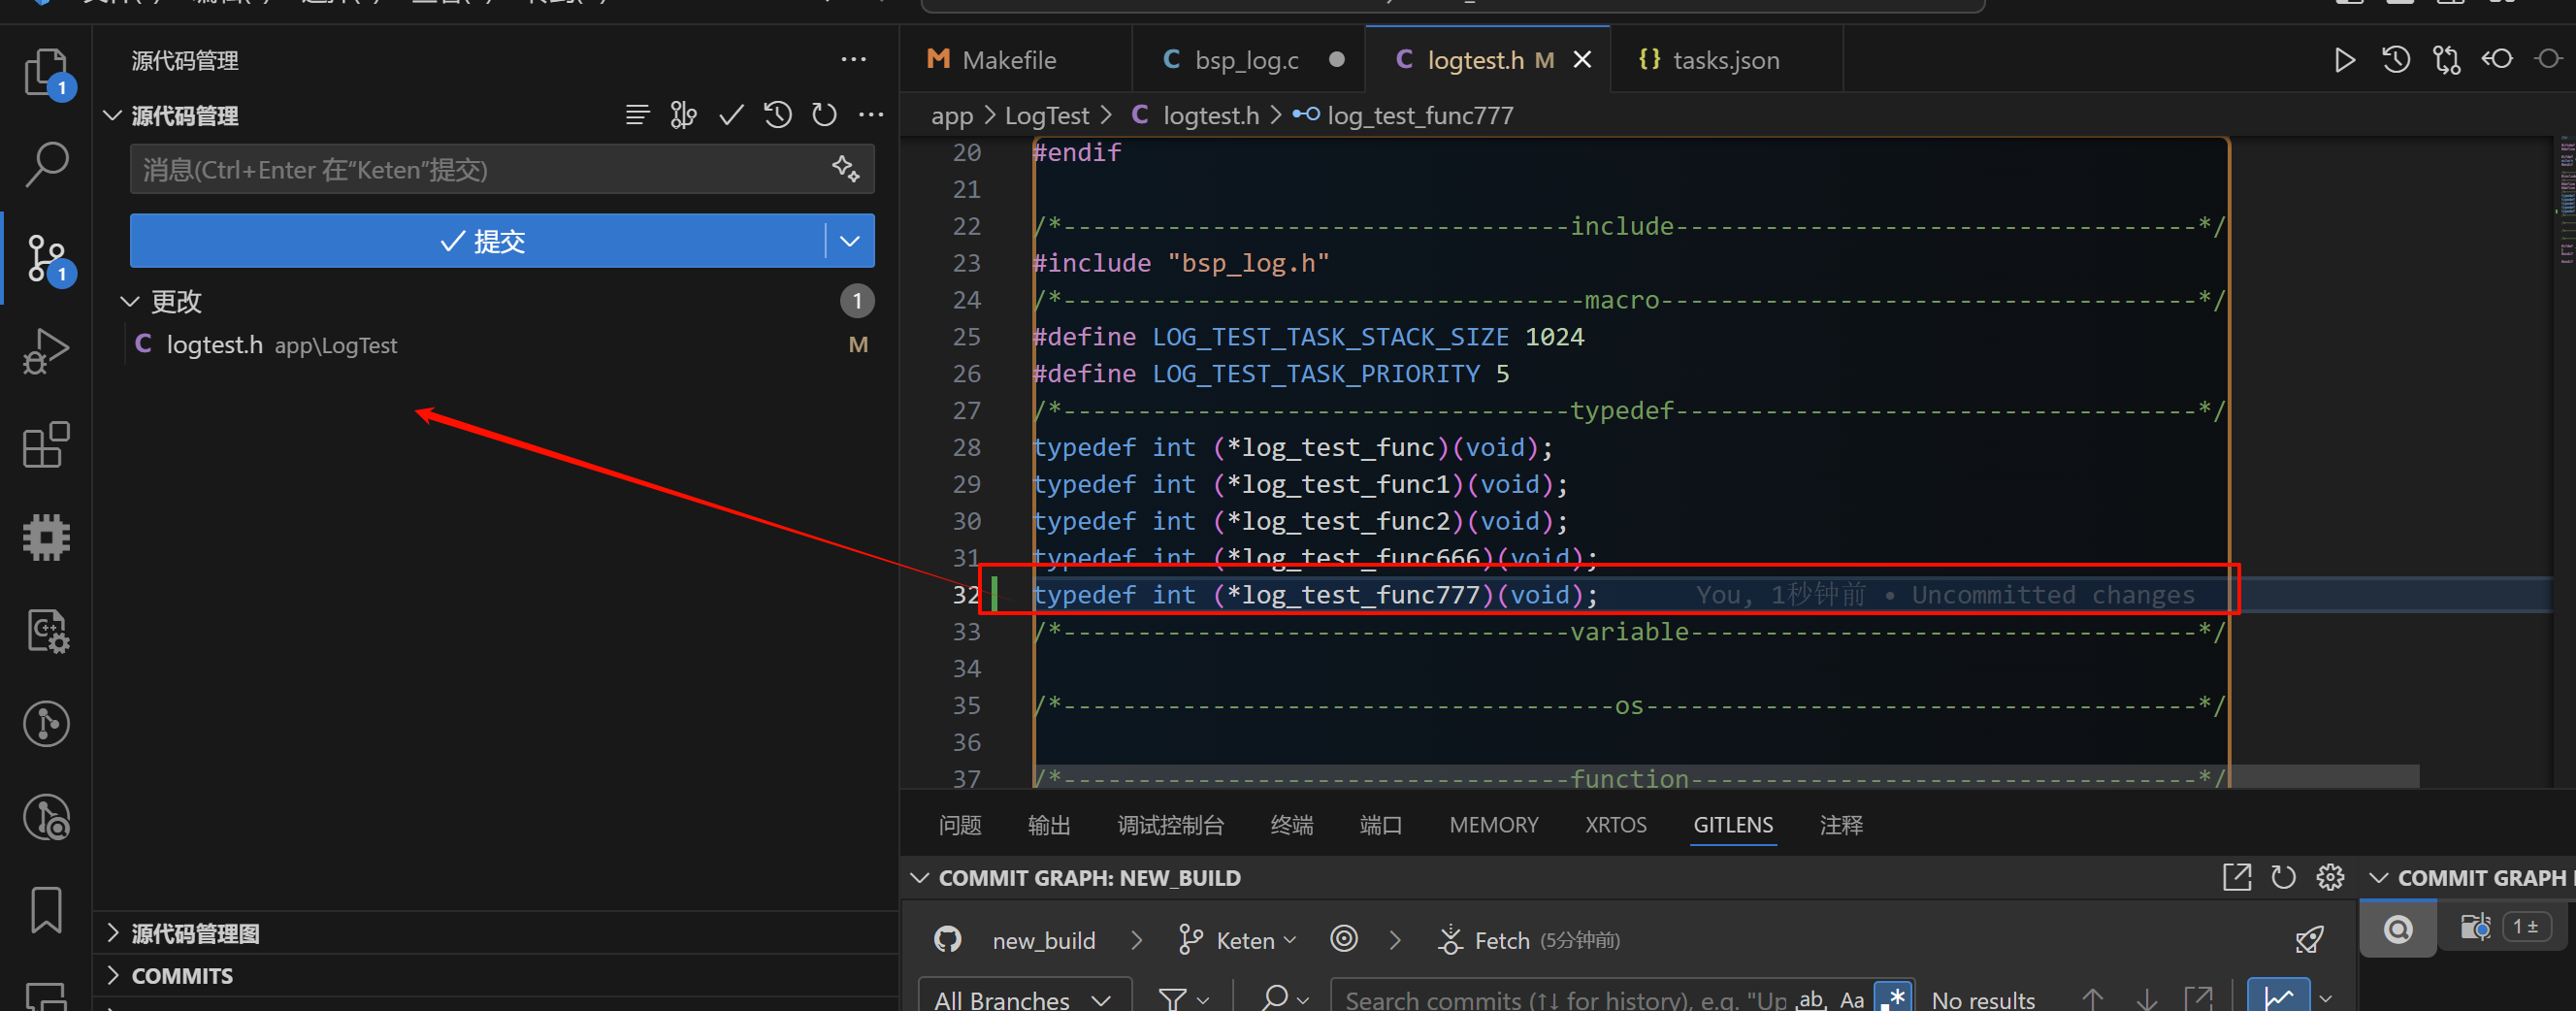 源代码管理
源代码管理
消息(Ctrl+Enter 在“Keten”提交)
提交
更改
1
logtest.h app\LogTest M
源代码管理图
COMMITS
1
1
Makefile
bsp_log.c
logtest.h M
tasks.json
app > LogTest > C logtest.h > log_test_func777
20 #endif
21
22 /*----------------------------------include-----------------------------------*/
23 #include "bsp_log.h"
24 /*-----------------------------------macro------------------------------------*/
25 #define LOG_TEST_TASK_STACK_SIZE 1024
26 #define LOG_TEST_TASK_PRIORITY 5
27 /*----------------------------------typedef-----------------------------------*/
28 typedef int (*log_test_func)(void);
29 typedef int (*log_test_func1)(void);
30 typedef int (*log_test_func2)(void);
31 typedef int (*log_test_func666)(void);
32 typedef int (*log_test_func777)(void); You, 1秒钟前 • Uncommitted changes
33 /*----------------------------------variable----------------------------------*/
34
35 /*-------------------------------------os-------------------------------------*/
36
37 /*----------------------------------function----------------------------------*/
问题 输出 调试控制台 终端 端口 MEMORY XRTOS GITLENS 注释
COMMIT GRAPH: NEW_BUILD
COMMIT GRAPH
new_build > Keten > Fetch (5分钟前)
1 ±
All Branches
Search commits (↑↓ for history), e.g. "Up
ab Aa .* No results